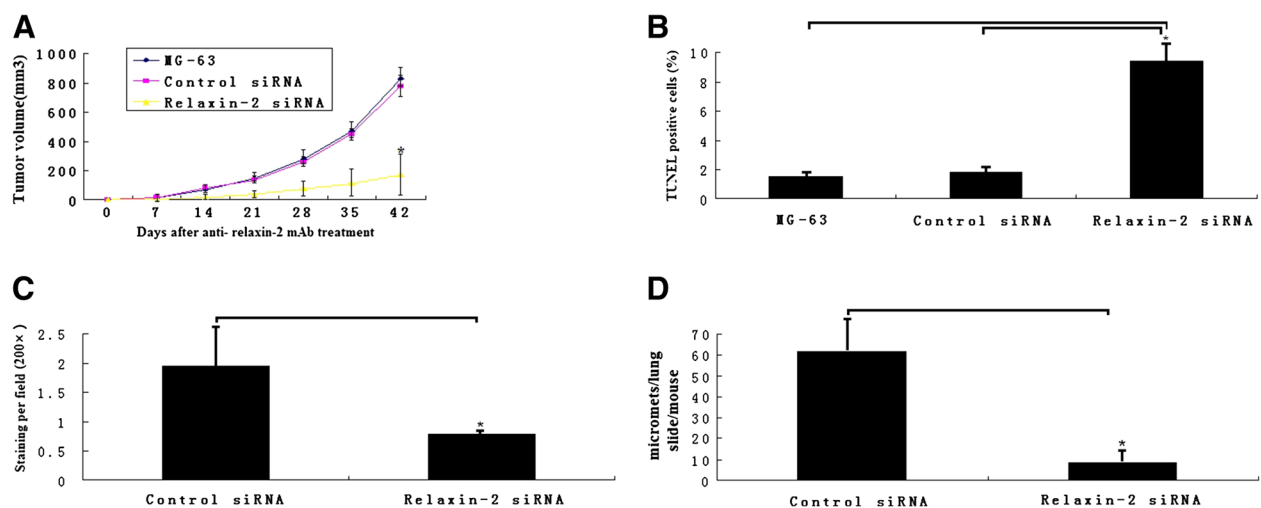 A
Tumor volume(mm3)
1000
800
600
400
200
0
MG-63
Control siRNA
Relaxin-2 siRNA
*
0 7 14 21 28 35 42
Days after anti- relaxin-2 mAb treatment
B
TUNEL positive cells (%)
10
8
6
4
2
0
*
MG-63 Control siRNA Relaxin-2 siRNA
C
Staining per field (200×)
2.5
2
1.5
1
0.5
0
*
Control siRNA Relaxin-2 siRNA
D
micromets/lung
slide/mouse
70
60
50
40
30
20
10
0
*
Control siRNA Relaxin-2 siRNA